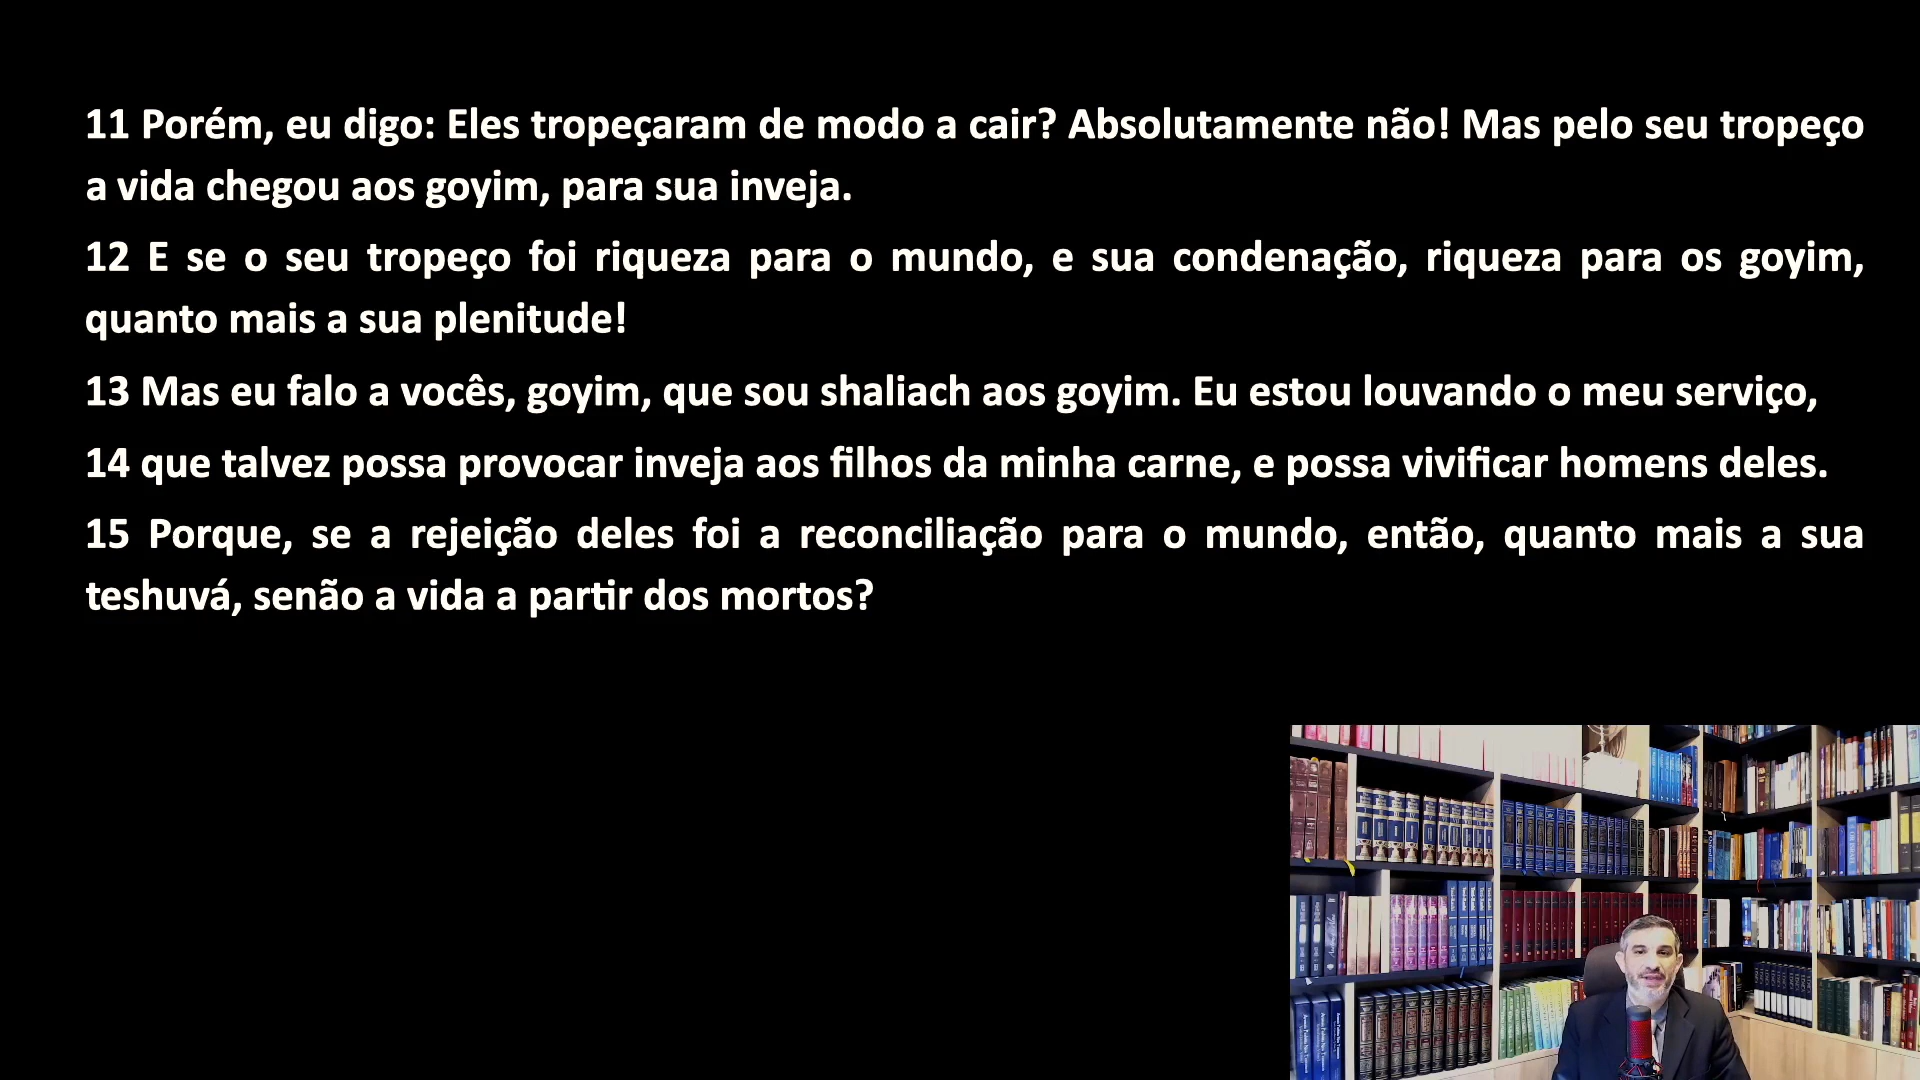 11 Porém, eu digo: Eles tropeçaram de modo a cair? Absolutamente não! Mas pelo seu tropeço
a vida chegou aos goyim, para sua inveja.
12 E se o seu tropeço foi riqueza para o mundo, e sua condenação, riqueza para os goyim,
quanto mais a sua plenitude!
13 Mas eu falo a vocês, goyim, que sou shaliach aos goyim. Eu estou louvando o meu serviço,
14 que talvez possa provocar inveja aos filhos da minha carne, e possa vivificar homens deles.
15 Porque, se a rejeição deles foi a reconciliação para o mundo, então, quanto mais a sua
teshuvá, senão a vida a partir dos mortos?